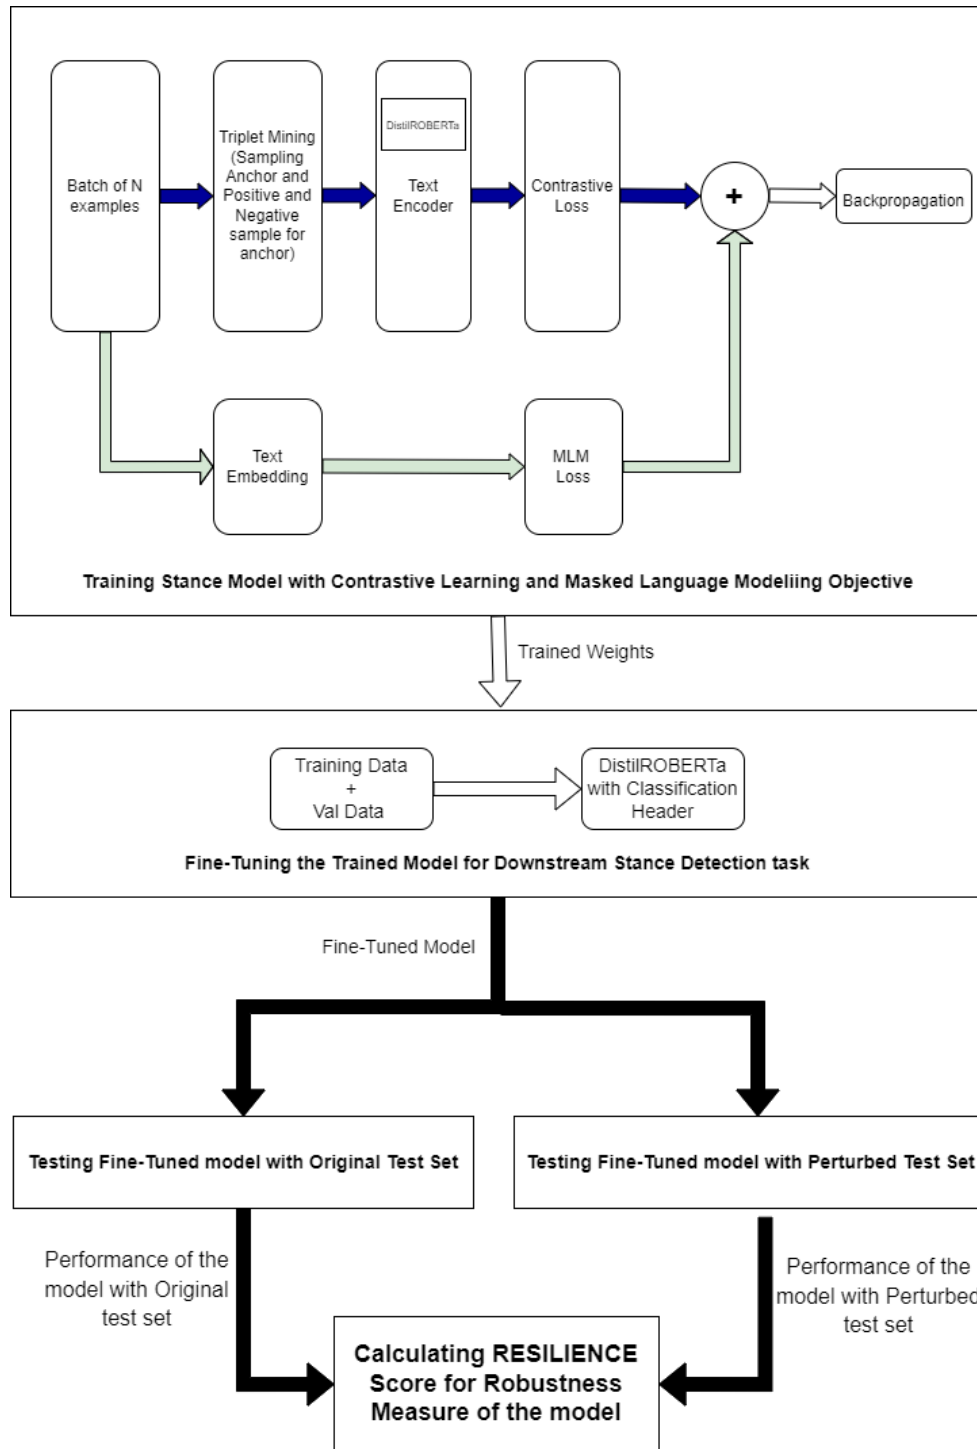 DistilROBERTa
Batch of N
examples
Triplet Mining
(Sampling
Anchor and
Positive and
Negative
sample for
anchor)
Text
Encoder
Contrastive
Loss
+
Backpropagation
Text
Embedding
MLM
Loss
Training Stance Model with Contrastive Learning and Masked Language Modeliing Objective
Trained Weights
Training Data
+
Val Data
DistilROBERTa
with Classification
Header
Fine-Tuning the Trained Model for Downstream Stance Detection task
Fine-Tuned Model
Testing Fine-Tuned model with Original Test Set
Testing Fine-Tuned model with Perturbed Test Set
Performance of the
model with Original
test set
Performance of the
model with Perturbed
test set
Calculating RESILIENCE
Score for Robustness
Measure of the model